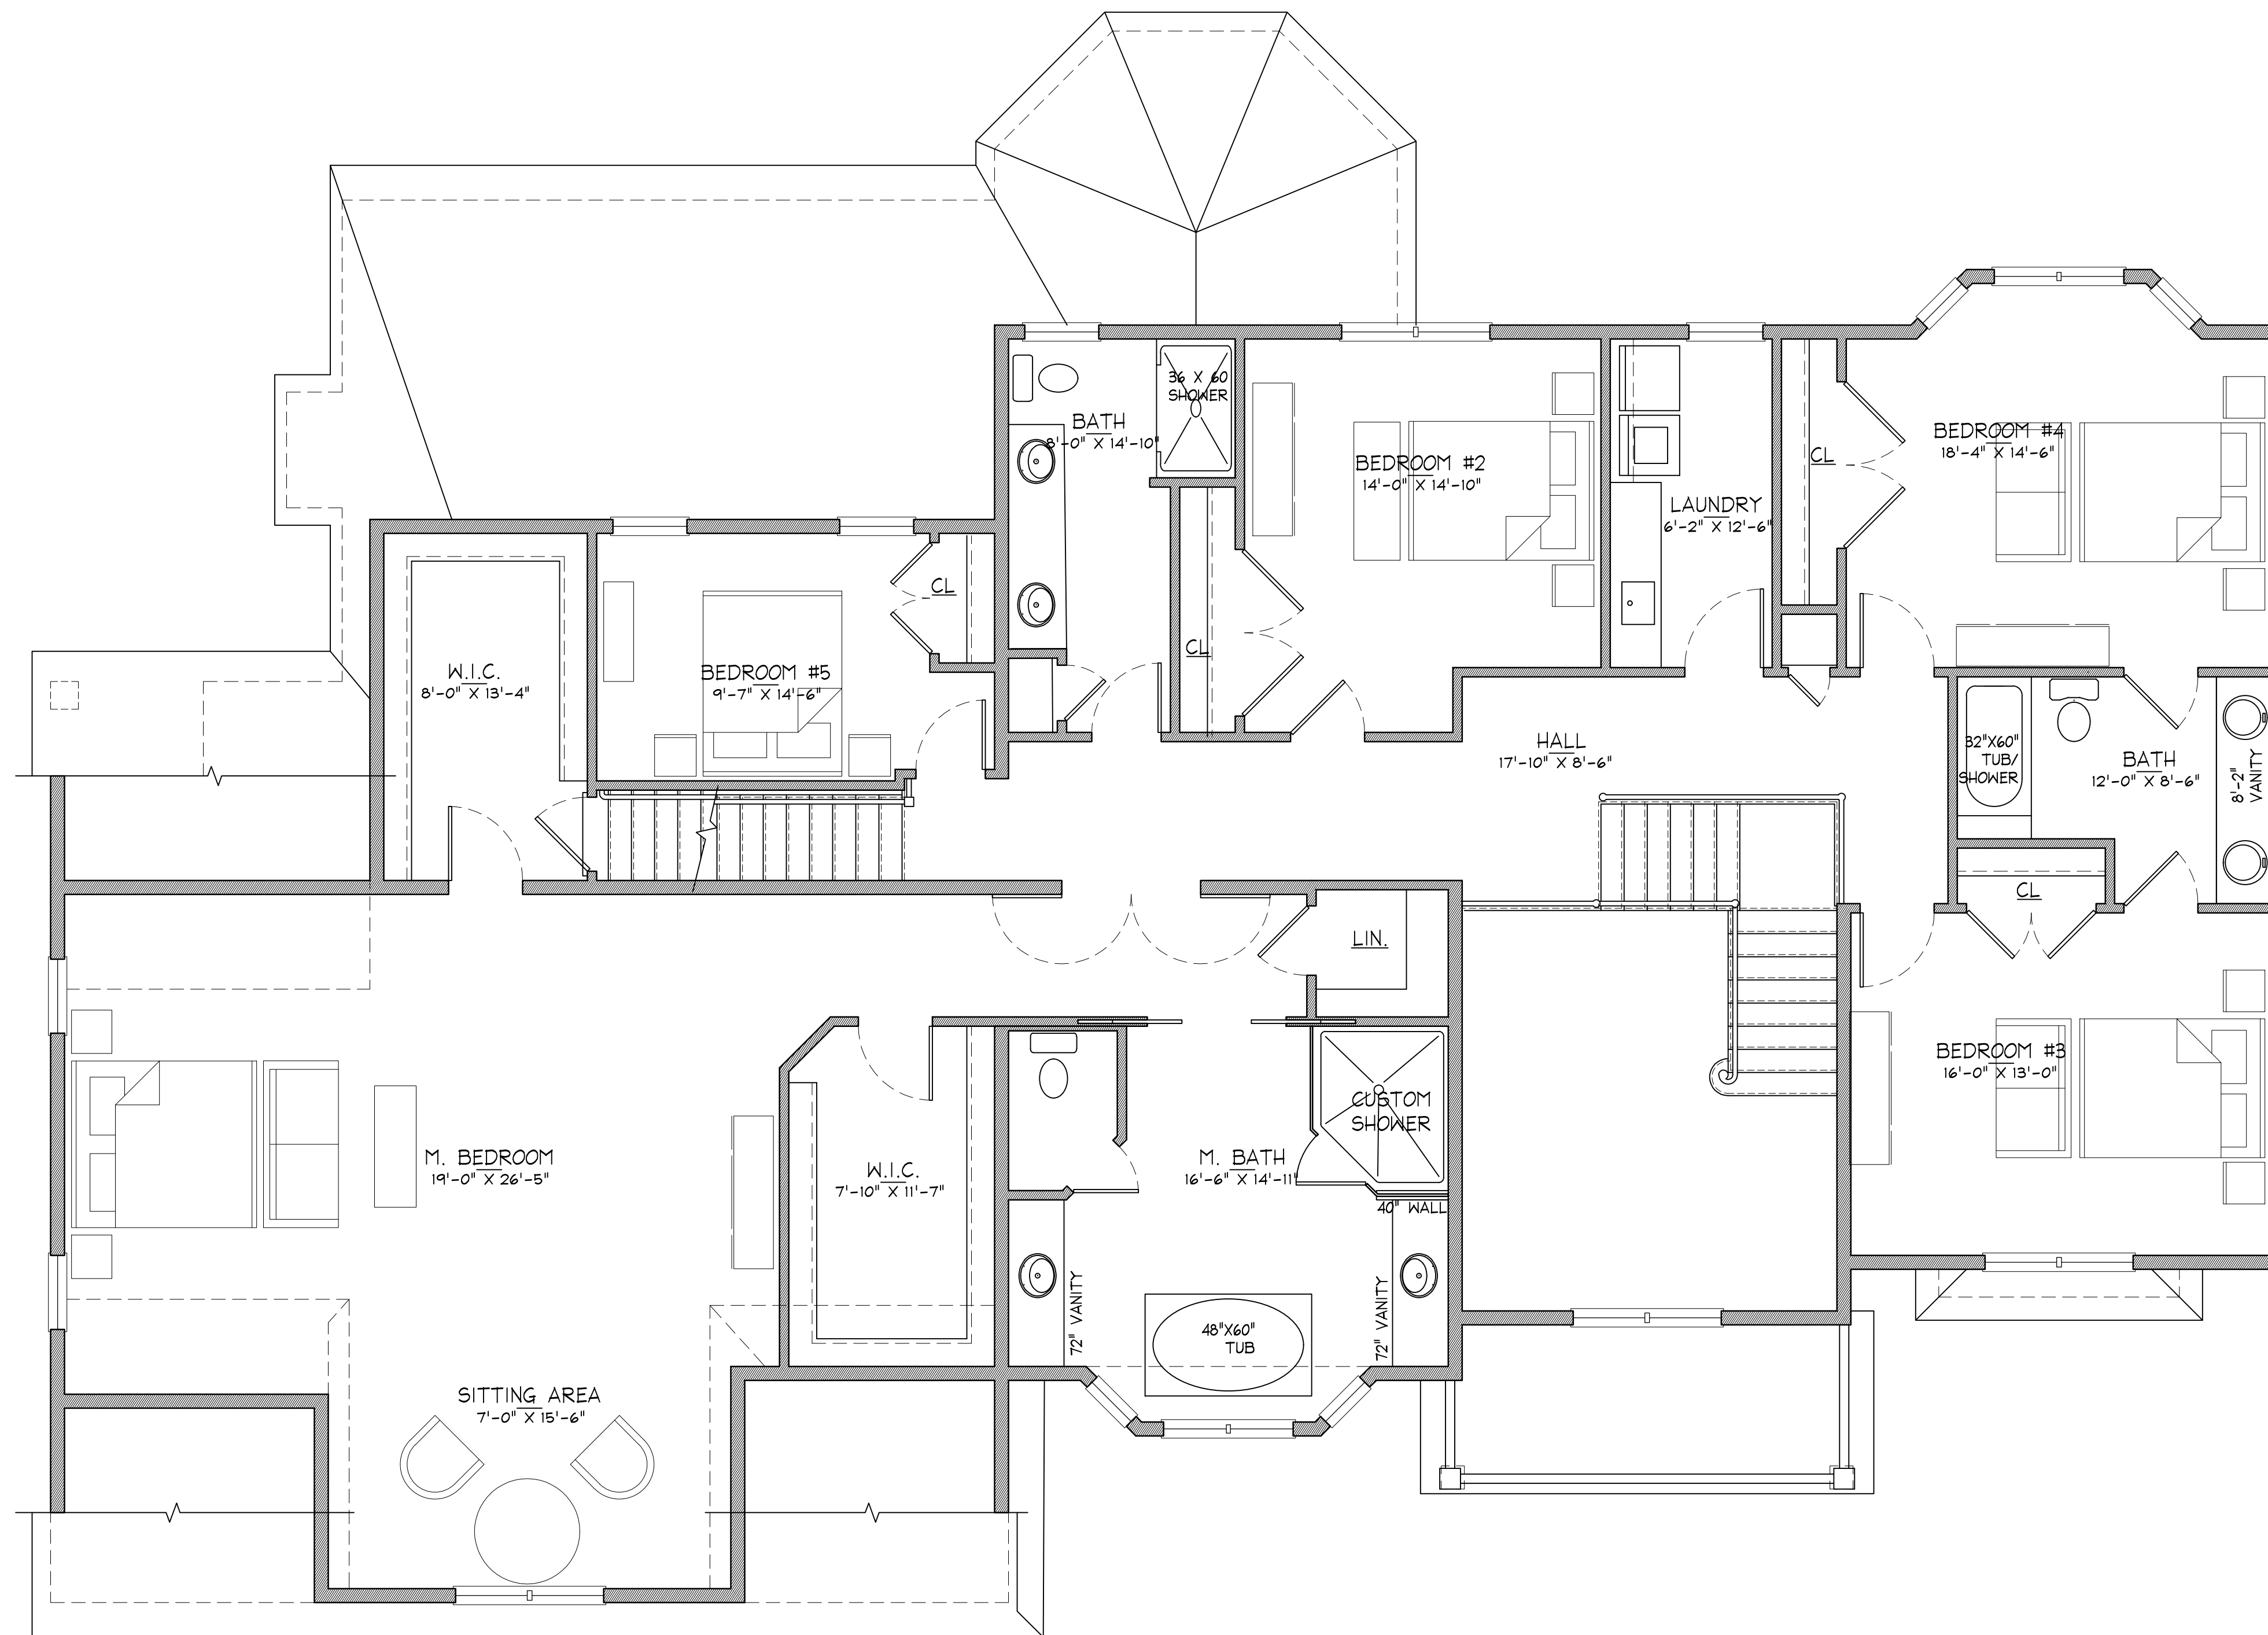 36 X 60
SHOWER
BATH
8'-0" X 14'-10"
BEDROOM #2
14'-0" X 14'-10"
LAUNDRY
6'-2" X 12'-6"
CL
BEDROOM #4
18'-4" X 14'-6"
W.I.C.
8'-0" X 13'-4"
BEDROOM #5
9'-7" X 14'-6"
CL
CL
HALL
17'-10" X 8'-6"
32"X60"
TUB/
SHOWER
BATH
12'-0" X 8'-6"
8'-2"
VANITY
CL
LIN.
M. BEDROOM
19'-0" X 26'-5"
W.I.C.
7'-10" X 11'-7"
M. BATH
16'-6" X 14'-11"
CUSTOM
SHOWER
40" WALL
BEDROOM #3
16'-0" X 13'-0"
72" VANITY
48"X60"
TUB
72" VANITY
SITTING AREA
7'-0" X 15'-6"